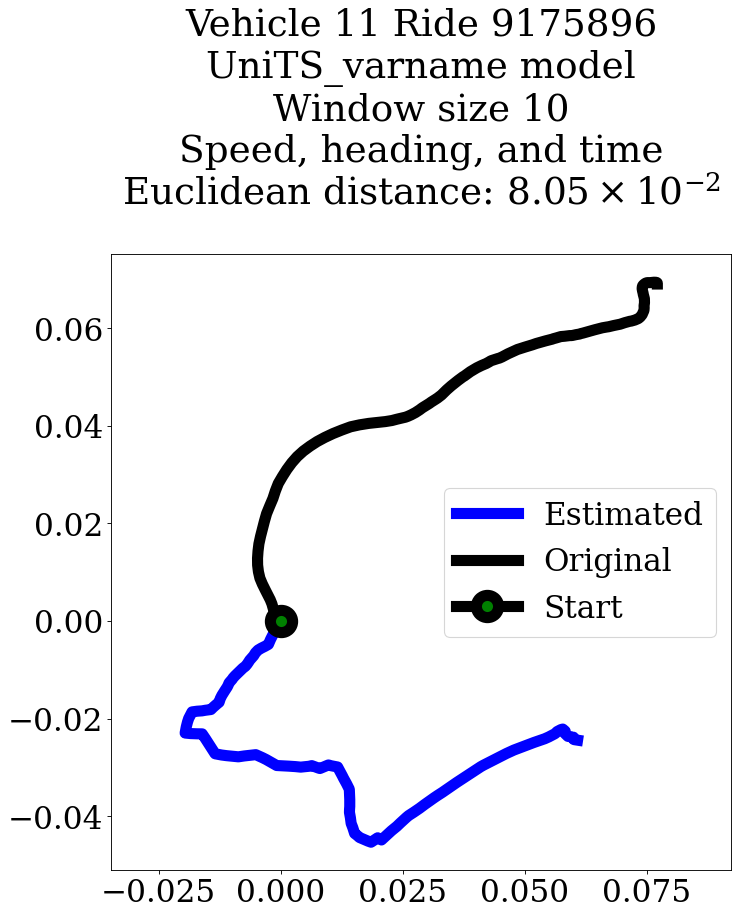 Vehicle 11 Ride 9175896
UniTS_varname model
Window size 10
Speed, heading, and time
Euclidean distance: 8.05 × 10⁻²
0.06
0.04
0.02
0.00
−0.02
−0.04
Estimated
Original
Start
−0.025 0.000 0.025 0.050 0.075